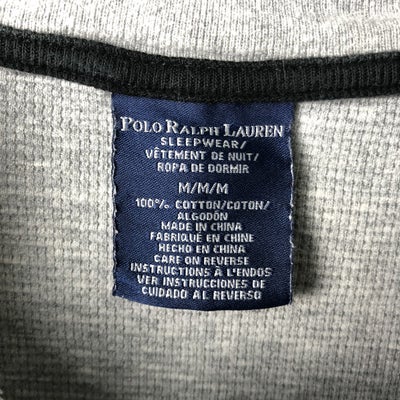 POLO RALPH LAUREN
SLEEPWEAR/
VÊTEMENT DE NUIT/
ROPA DE DORMIR
M/M/M
100% COTTON/COTON/
ALGODÓN
MADE IN CHINA
FABRIQUÉ EN CHINE
HECHO EN CHINA
CARE ON REVERSE
INSTRUCTIONS À L'ENDOS
VER INSTRUCCIONES DE
CUIDADO AL REVERSO